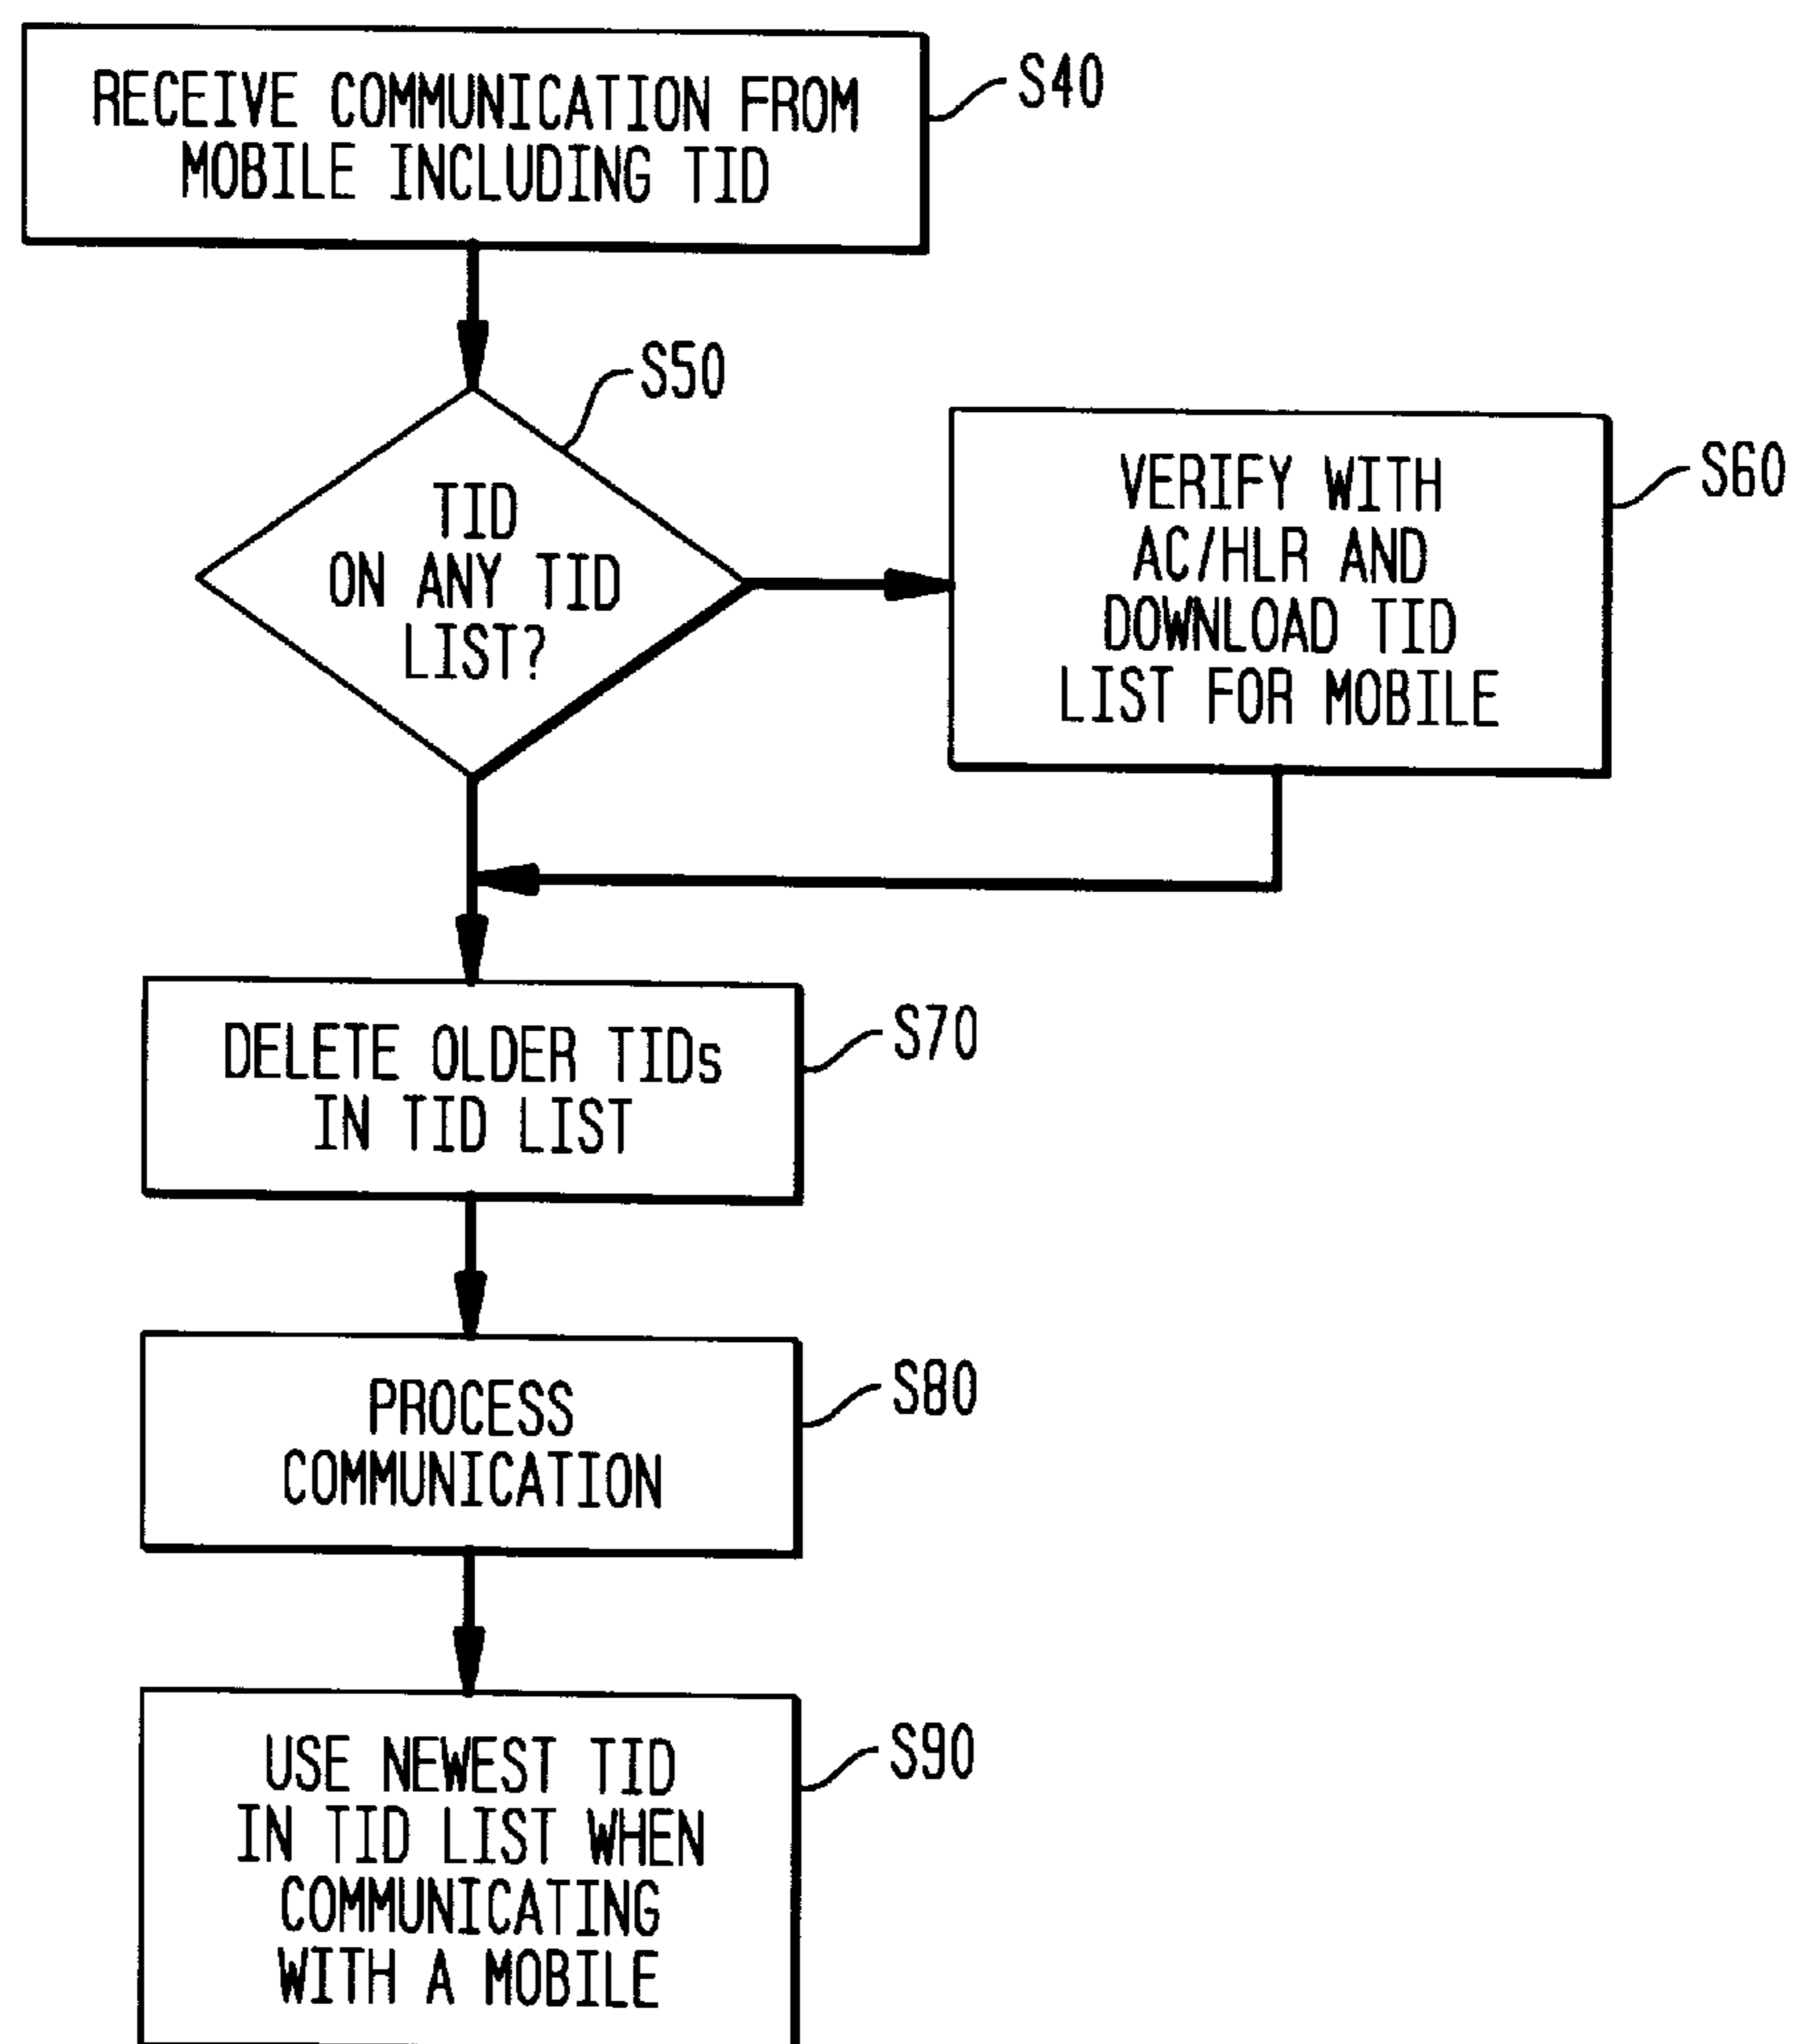 RECEIVE COMMUNICATION FROM
MOBILE INCLUDING TID
S40
TID
ON ANY TID
LIST?
S50
VERIFY WITH
AC/HLR AND
DOWNLOAD TID
LIST FOR MOBILE
S60
DELETE OLDER TIDs
IN TID LIST
S70
PROCESS
COMMUNICATION
S80
USE NEWEST TID
IN TID LIST WHEN
COMMUNICATING
WITH A MOBILE
S90